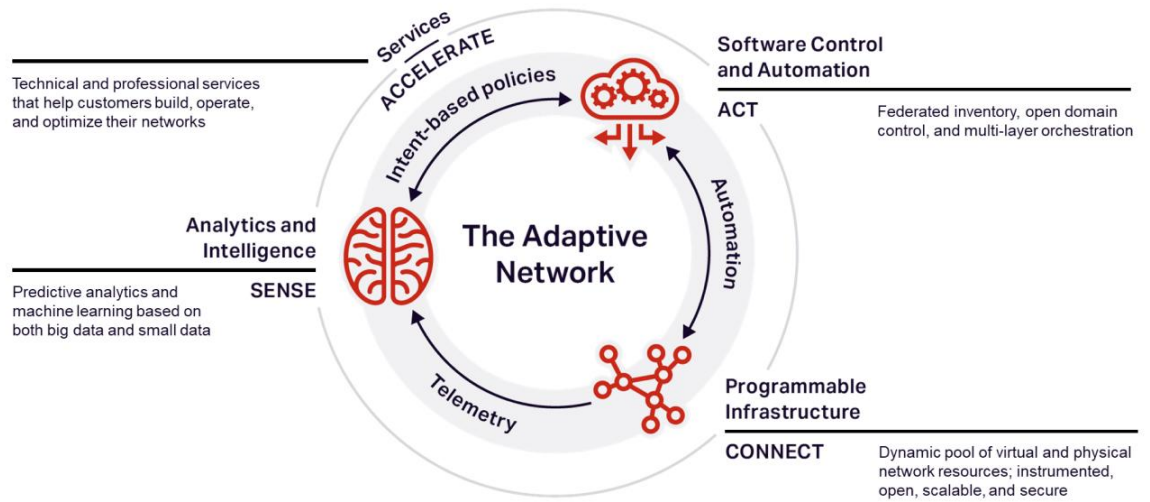 Services
ACCELERATE
Technical and professional services
that help customers build, operate,
and optimize their networks
Software Control
and Automation
ACT
Federated inventory, open domain
control, and multi-layer orchestration
Intent-based policies
Automation
Analytics and
Intelligence
SENSE
Predictive analytics and
machine learning based on
both big data and small data
The Adaptive
Network
Telemetry
Programmable
Infrastructure
CONNECT
Dynamic pool of virtual and physical
network resources; instrumented,
open, scalable, and secure